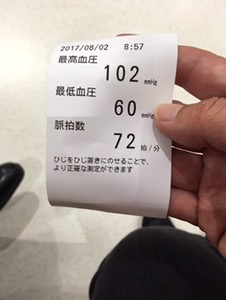 2017/08/02 8:57
最高血圧
102 mmHg
最低血圧
60 mmHg
脈拍数
72 拍/分
ひじをひじ置きにのせることで、
より正確な測定ができます